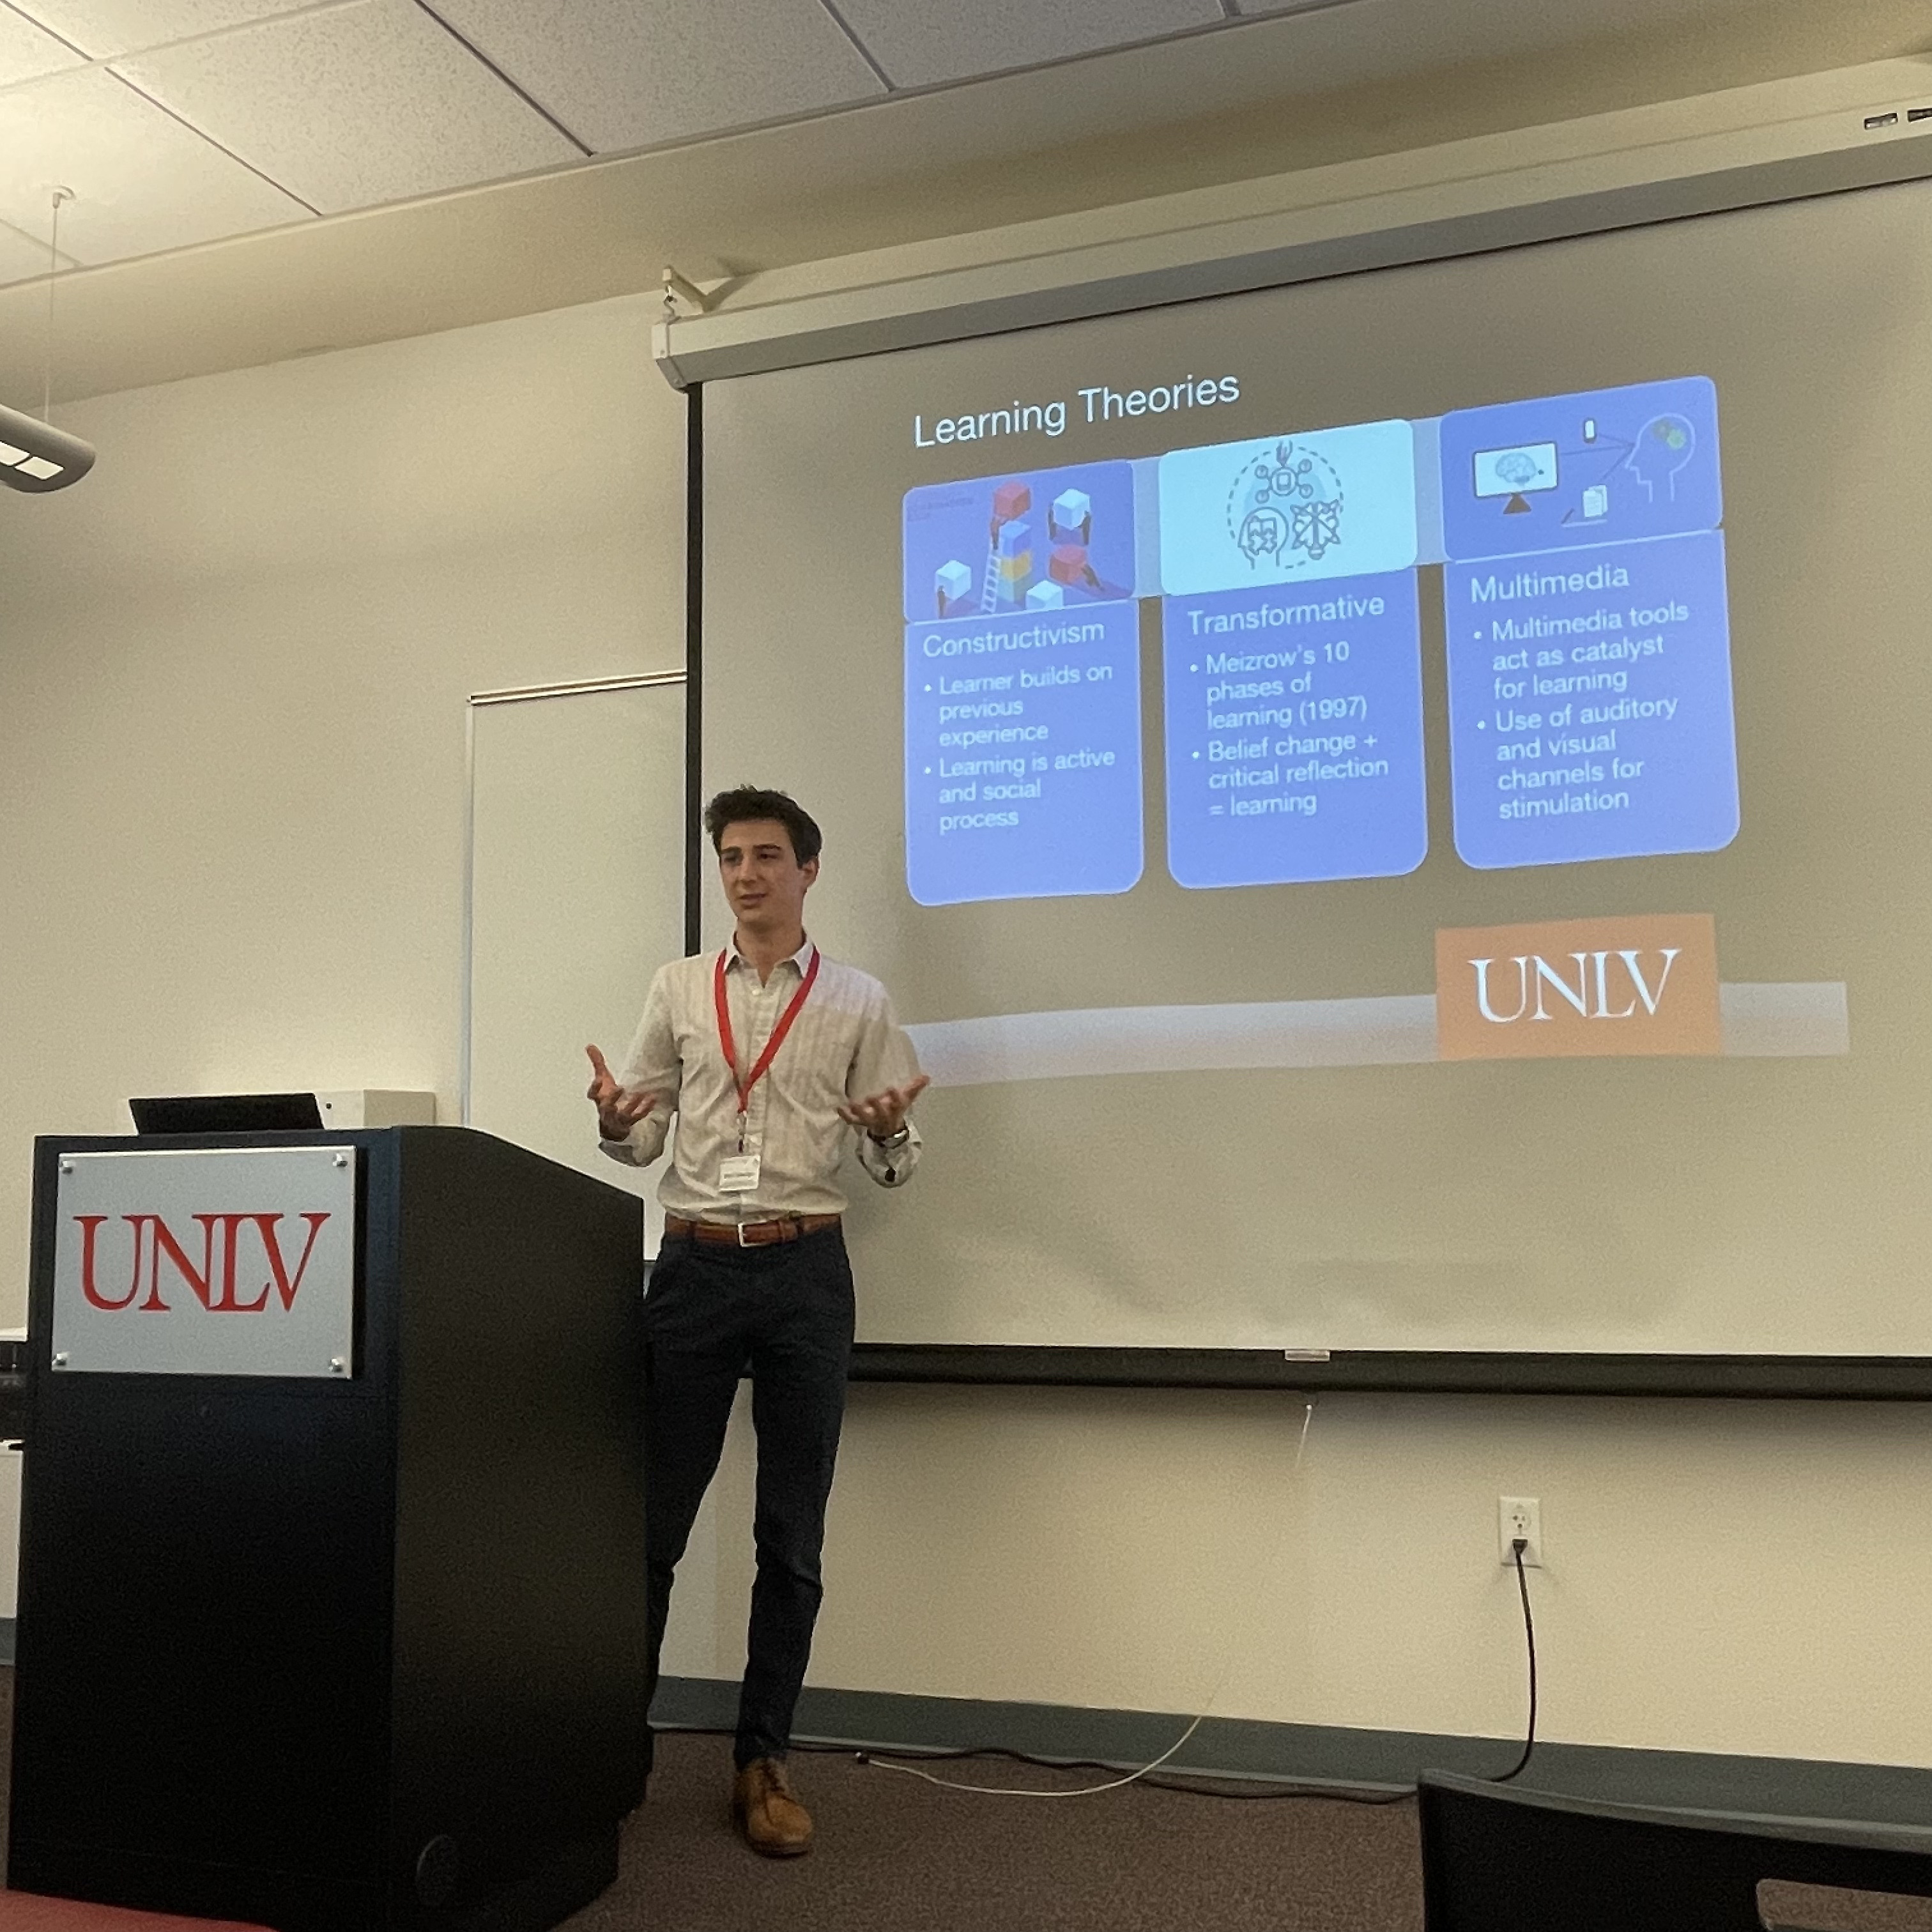 Learning Theories
Constructivism
• Learner builds on
previous
experience
• Learning is active
and social
process
Transformative
• Meizrow's 10
phases of
learning (1997)
• Belief change +
critical reflection
= learning
Multimedia
• Multimedia tools
act as catalyst
for learning
• Use of auditory
and visual
channels for
stimulation
UNLV
UNLV